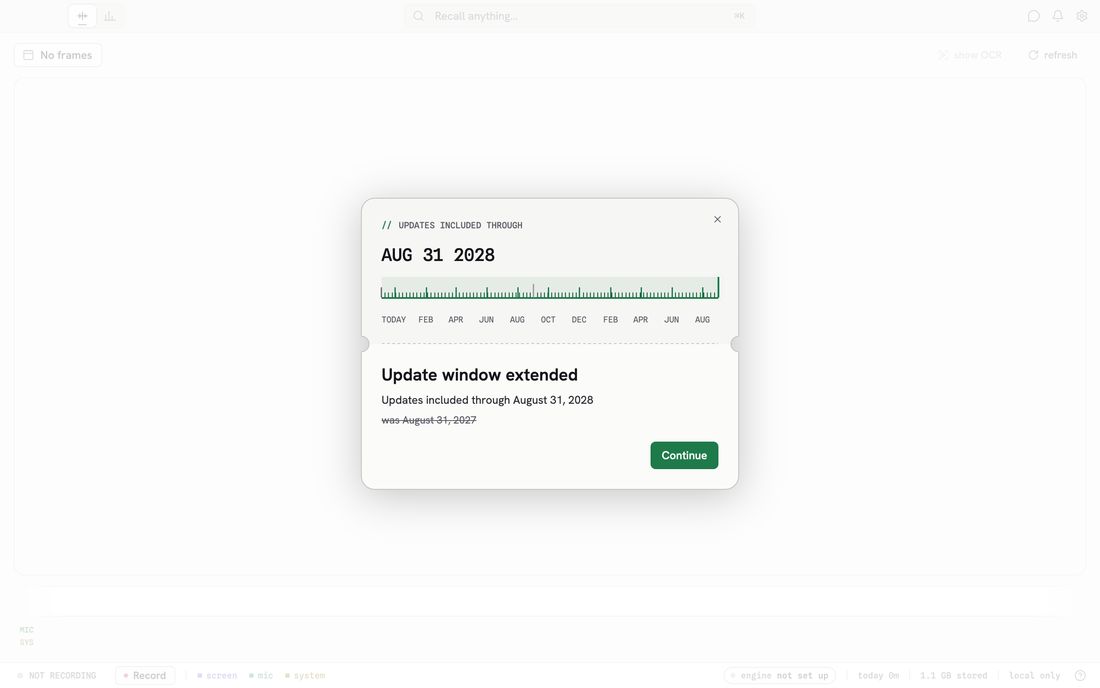 Recall anything... ⌘K
No frames show OCR refresh
// UPDATES INCLUDED THROUGH
AUG 31 2028
TODAY FEB APR JUN AUG OCT DEC FEB APR JUN AUG
Update window extended
Updates included through August 31, 2028
was August 31, 2027
Continue
MIC
SYS
NOT RECORDING Record screen mic system engine not set up today 0m 1.1 GB stored local only